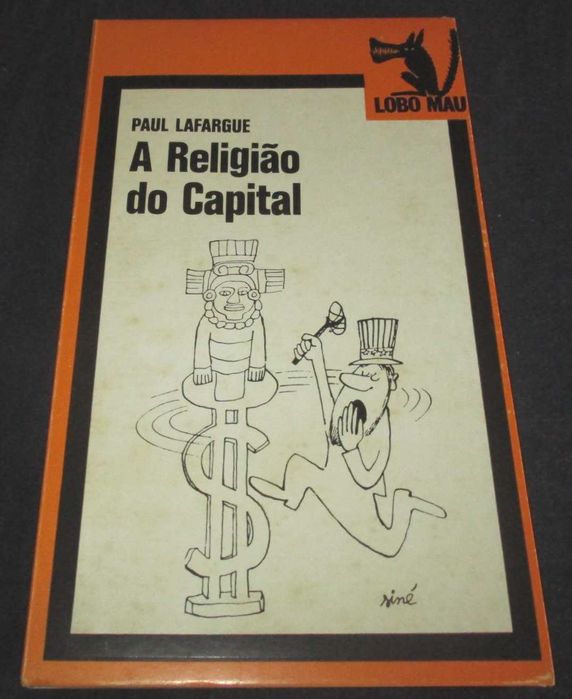 LOBO MAU
PAUL LAFARGUE
A Religião
do Capital
$
siné